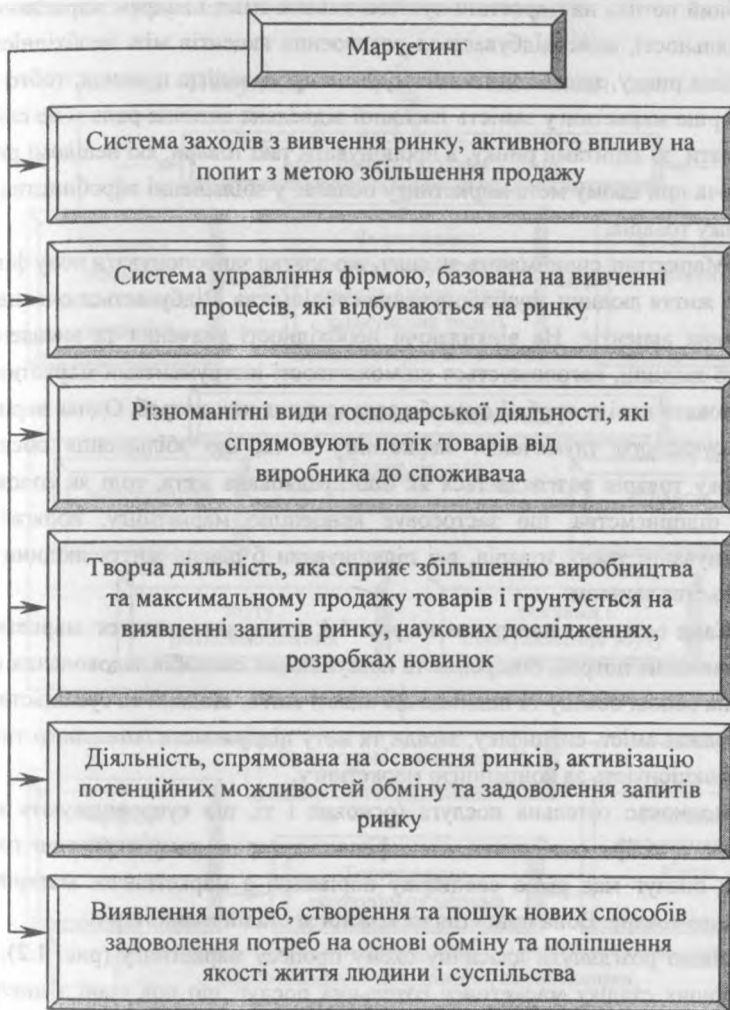 Маркетинг
Система заходів з вивчення ринку, активного впливу на
попит з метою збільшення продажу
Система управління фірмою, базована на вивченні
процесів, які відбуваються на ринку
Різноманітні види господарської діяльності, які
спрямовують потік товарів від
виробника до споживача
Творча діяльність, яка сприяє збільшенню виробництва
та максимальному продажу товарів і грунтується на
виявленні запитів ринку, наукових дослідженнях,
розробках новинок
Діяльність, спрямована на освоєння ринків, активізацію
потенційних можливостей обміну та задоволення запитів
ринку
Виявлення потреб, створення та пошук нових способів
задоволення потреб на основі обміну та поліпшення
якості життя людини і суспільства